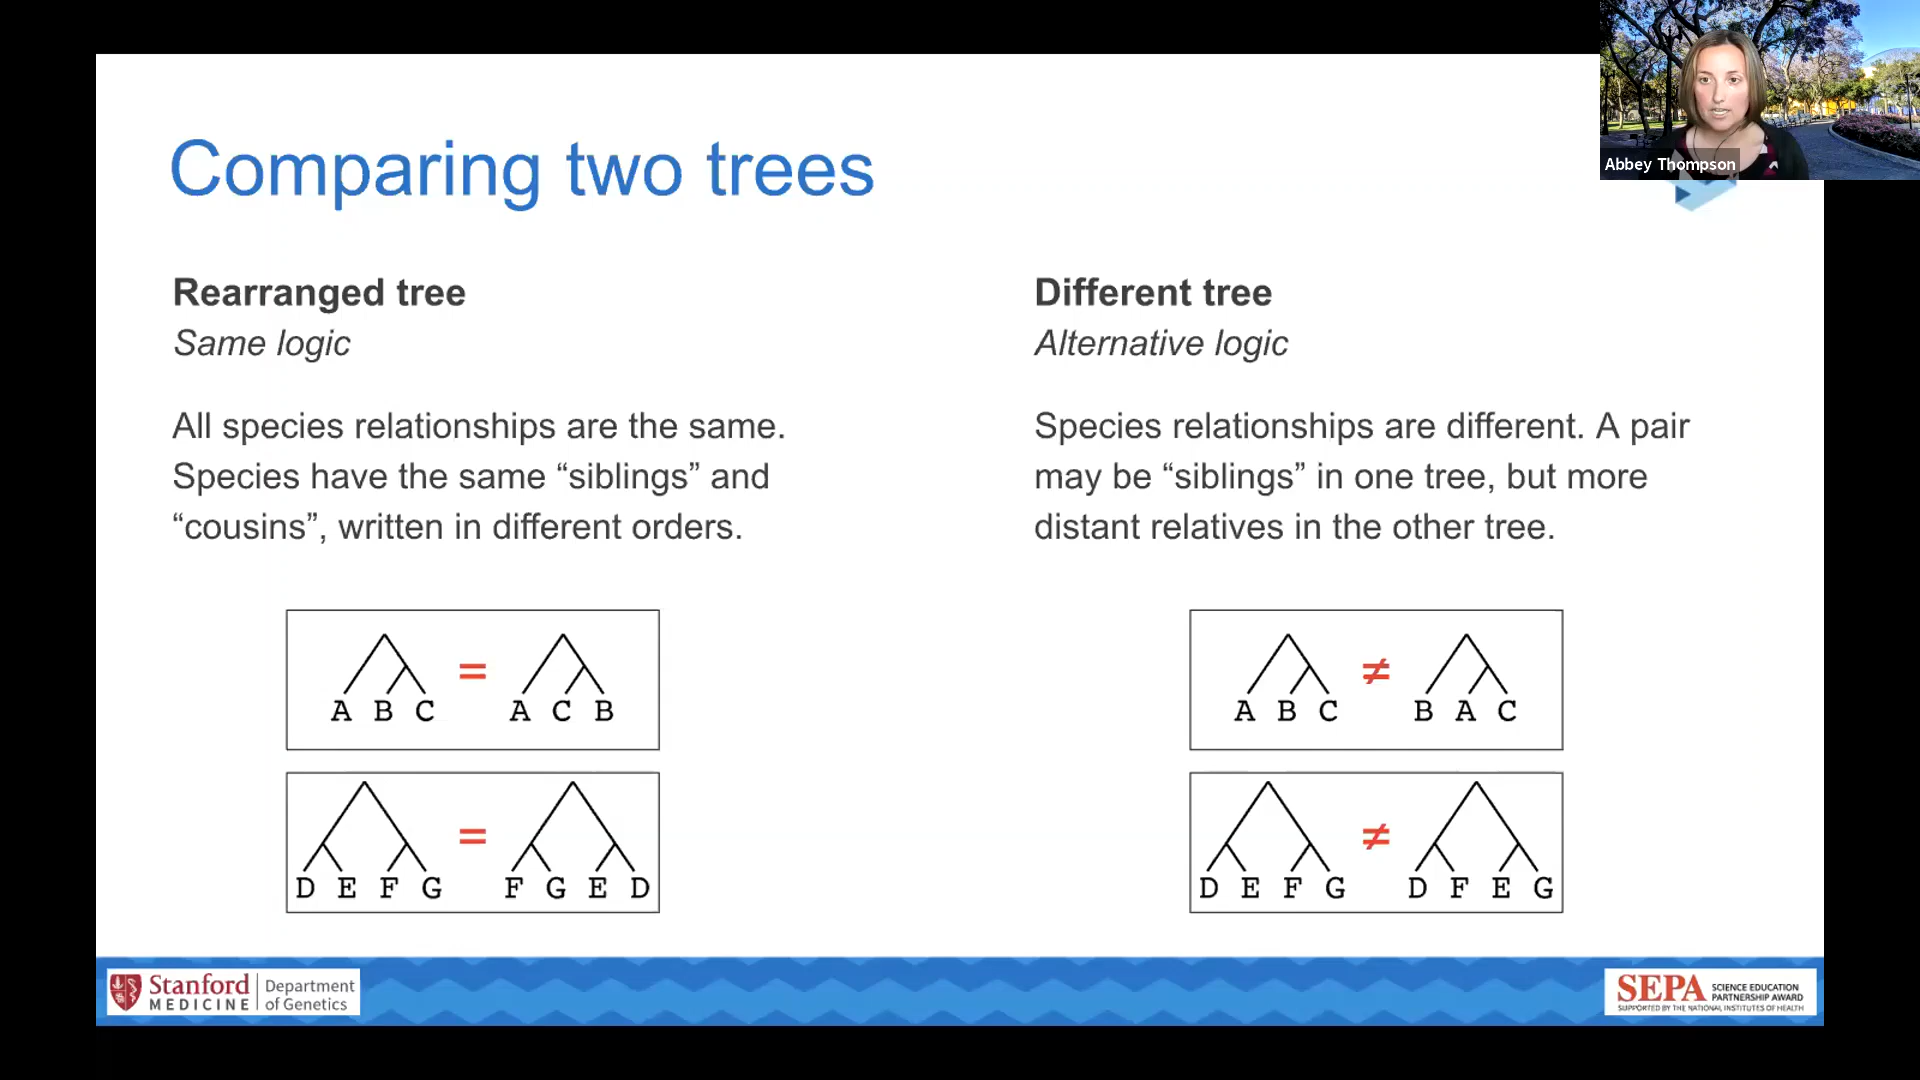 Abbey Thompson
Comparing two trees
Rearranged tree
Same logic
All species relationships are the same.
Species have the same “siblings” and
“cousins”, written in different orders.
A B C = A C B
D E F G = F G E D
Different tree
Alternative logic
Species relationships are different. A pair
may be “siblings” in one tree, but more
distant relatives in the other tree.
A B C ≠ B A C
D E F G ≠ D F E G
Stanford
MEDICINE
Department
of Genetics
SEPA
SCIENCE EDUCATION
PARTNERSHIP AWARD
SUPPORTED BY THE NATIONAL INSTITUTES OF HEALTH